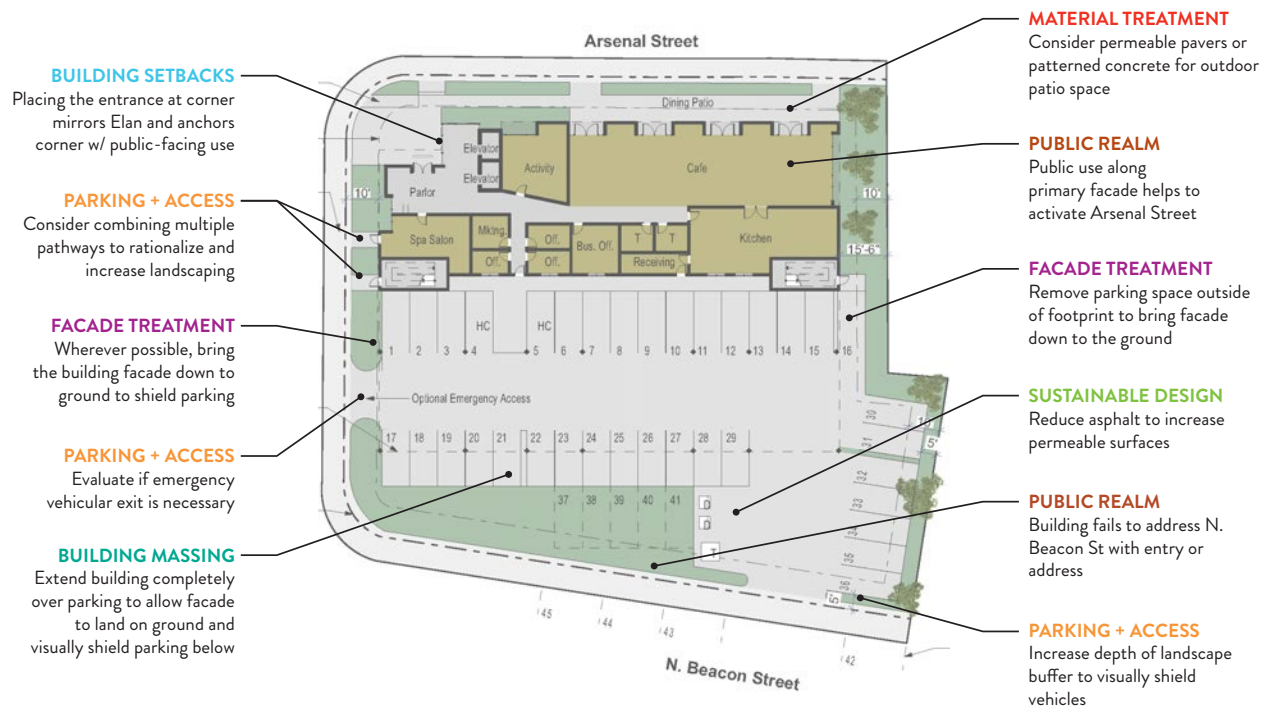 Arsenal Street
BUILDING SETBACKS
Placing the entrance at corner
mirrors Elan and anchors
corner w/ public-facing use
PARKING + ACCESS
Consider combining multiple
pathways to rationalize and
increase landscaping
FACADE TREATMENT
Wherever possible, bring
the building facade down to
ground to shield parking
PARKING + ACCESS
Evaluate if emergency
vehicular exit is necessary
BUILDING MASSING
Extend building completely
over parking to allow facade
to land on ground and
visually shield parking below
Dining Patio
Elevator
Elevator
Activity
Cafe
Parlor
10'
10'
15'-6"
Spa Salon
Mking.
Off.
Off.
Off.
Bus. Off.
T
T
Receiving
Kitchen
HC
HC
1 2 3 4 5 6 7 8 9 10 11 12 13 14 15 16
Optional Emergency Access
17 18 19 20 21 22 23 24 25 26 27 28 29
30
31
5'
32
33
35
36
37 38 39 40 41
D
D
T
5'
45
44
43
42
N. Beacon Street
MATERIAL TREATMENT
Consider permeable pavers or
patterned concrete for outdoor
patio space
PUBLIC REALM
Public use along
primary facade helps to
activate Arsenal Street
FACADE TREATMENT
Remove parking space outside
of footprint to bring facade
down to the ground
SUSTAINABLE DESIGN
Reduce asphalt to increase
permeable surfaces
PUBLIC REALM
Building fails to address N.
Beacon St with entry or
address
PARKING + ACCESS
Increase depth of landscape
buffer to visually shield
vehicles